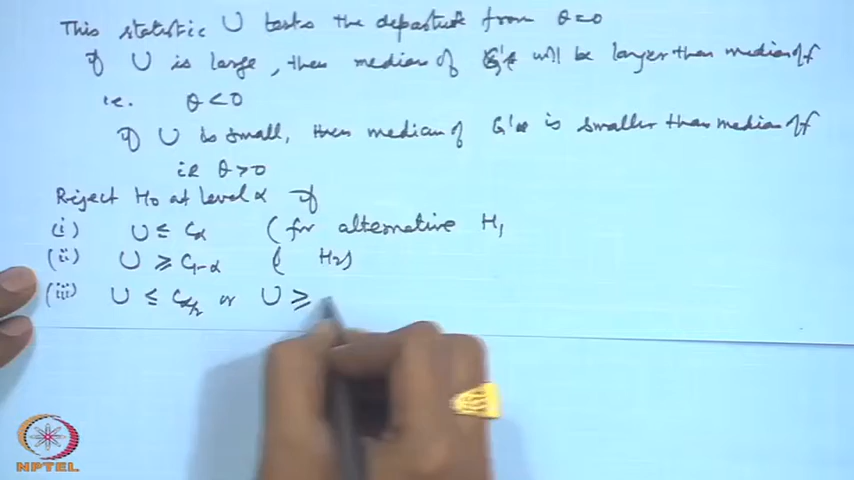 This statistic U tests the departure from θ=0
If U is large, then median of G' will be larger than median of F
i.e. θ<0
If U is small, then median of G' is smaller than median of F
i.e. θ>0
Reject H₀ at level α if
(i) U ≤ Cα (for alternative H₁
(ii) U ≥ C₁₋α ( H₂)
(iii) U ≤ Cα/₂ or U ≥
NPTEL